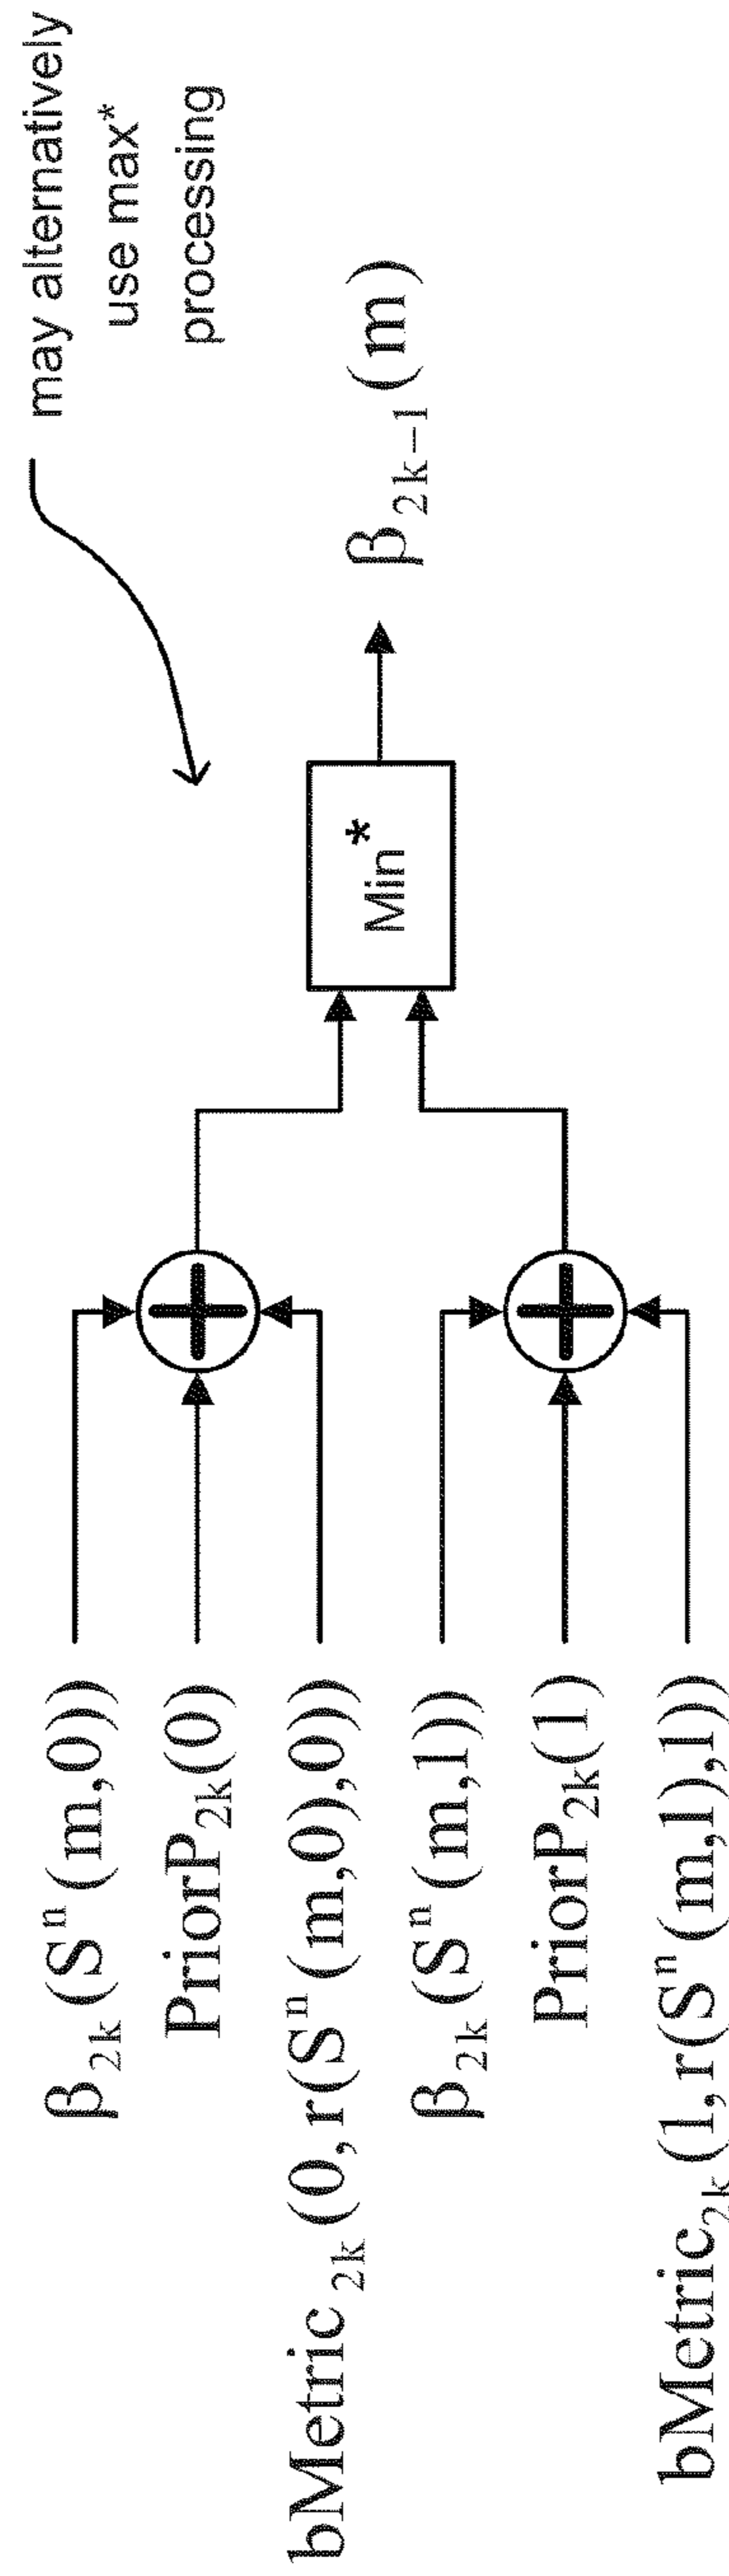 may alternatively
use max*
processing
β₂ₖ(Sⁿ(m,0))
PriorP₂ₖ(0)
bMetric₂ₖ(0,r(Sⁿ(m,0),0))
β₂ₖ(Sⁿ(m,1))
PriorP₂ₖ(1)
bMetric₂ₖ(1,r(Sⁿ(m,1),1))
Min*
β₂ₖ₋₁(m)